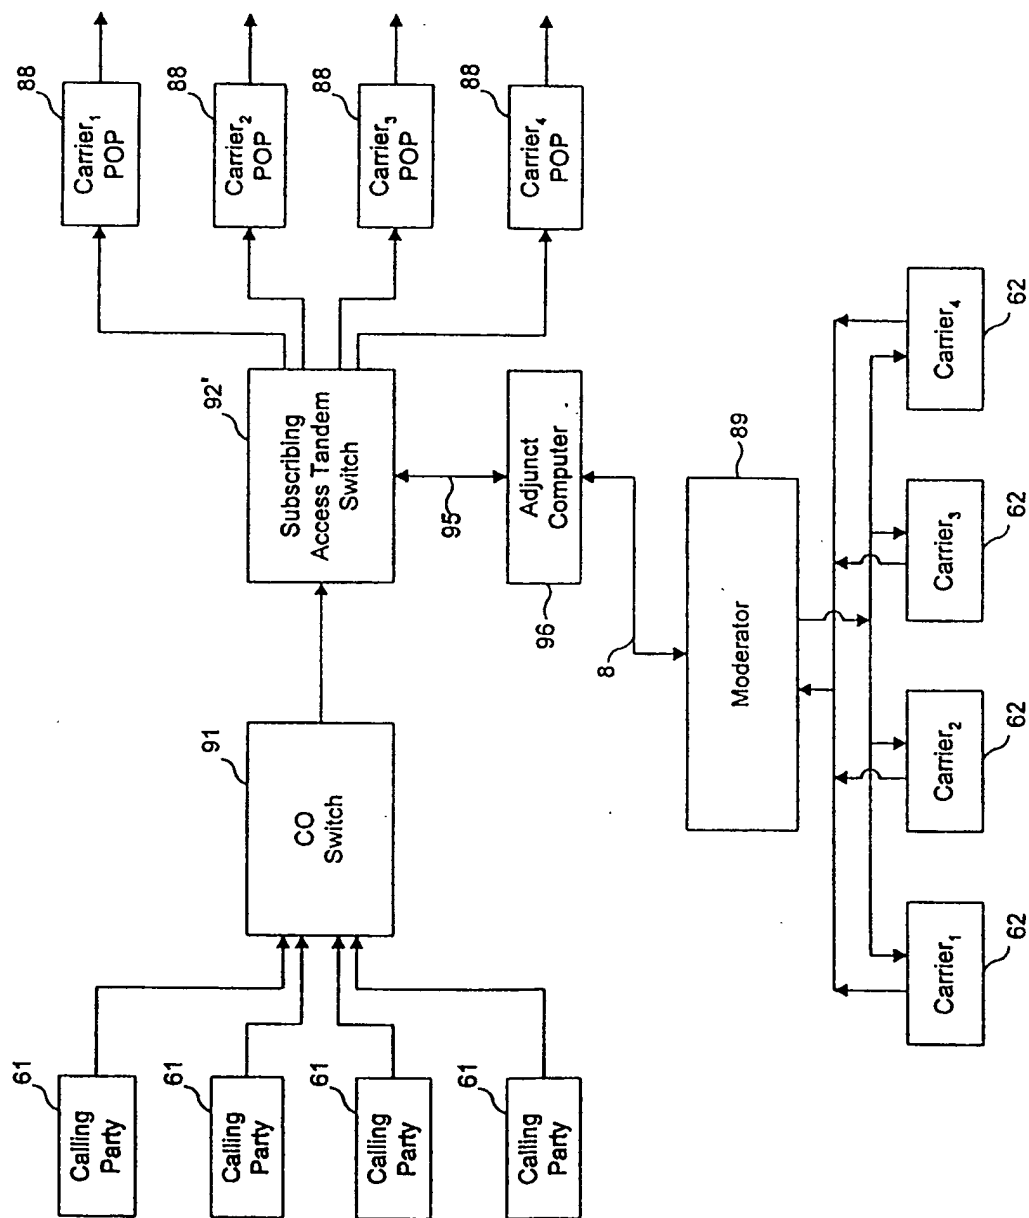 61
Calling
Party
61
Calling
Party
61
Calling
Party
61
Calling
Party
91
CO
Switch
92'
Subscribing
Access Tandem
Switch
88
Carrier₁
POP
88
Carrier₂
POP
88
Carrier₃
POP
88
Carrier₄
POP
95
Adjunct
Computer
96
8
89
Moderator
Carrier₁
62
Carrier₂
62
Carrier₃
62
Carrier₄
62